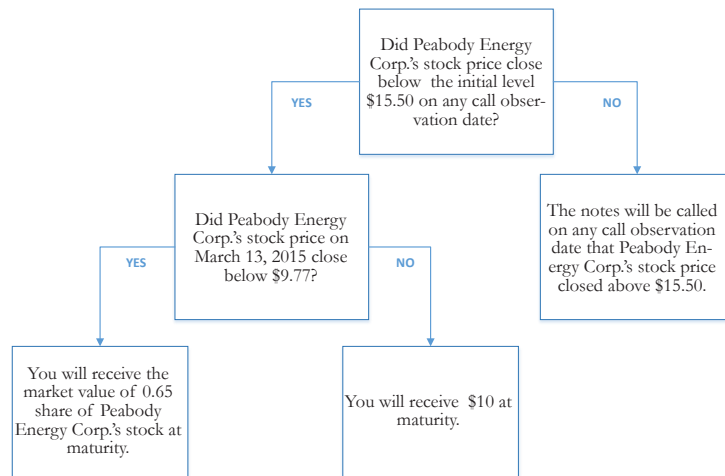 Did Peabody Energy
Corp.'s stock price close
below the initial level
$15.50 on any call obser-
vation date?
YES
NO
Did Peabody Energy
Corp.'s stock price on
March 13, 2015 close
below $9.77?
The notes will be called
on any call observation
date that Peabody En-
ergy Corp.'s stock price
closed above $15.50.
YES
NO
You will receive the
market value of 0.65
share of Peabody
Energy Corp.'s stock at
maturity.
You will receive $10 at
maturity.